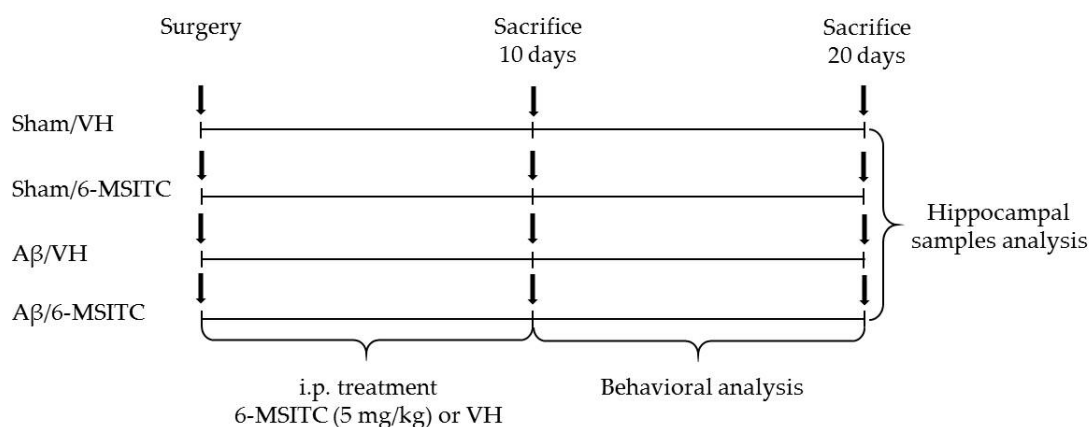 Surgery
Sacrifice
10 days
Sacrifice
20 days
Sham/VH
Sham/6-MSITC
Aβ/VH
Aβ/6-MSITC
Hippocampal
samples analysis
i.p. treatment
6-MSITC (5 mg/kg) or VH
Behavioral analysis